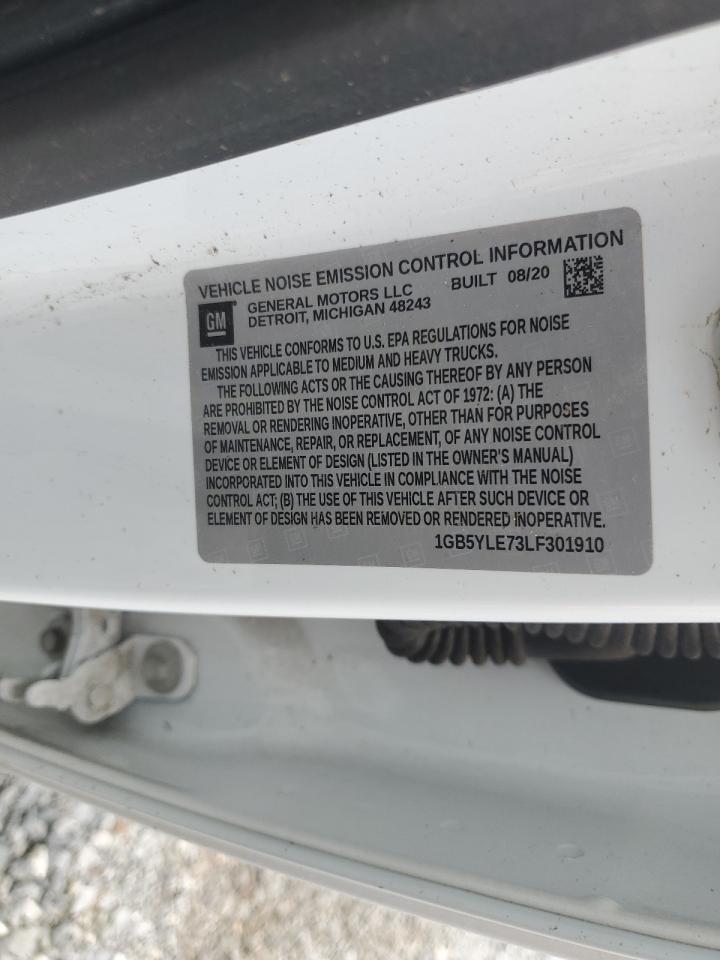 VEHICLE NOISE EMISSION CONTROL INFORMATION
GM
GENERAL MOTORS LLC BUILT 08/20
DETROIT, MICHIGAN 48243
THIS VEHICLE CONFORMS TO U.S. EPA REGULATIONS FOR NOISE
EMISSION APPLICABLE TO MEDIUM AND HEAVY TRUCKS.
THE FOLLOWING ACTS OR THE CAUSING THEREOF BY ANY PERSON
ARE PROHIBITED BY THE NOISE CONTROL ACT OF 1972: (A) THE
REMOVAL OR RENDERING INOPERATIVE, OTHER THAN FOR PURPOSES
OF MAINTENANCE, REPAIR, OR REPLACEMENT, OF ANY NOISE CONTROL
DEVICE OR ELEMENT OF DESIGN (LISTED IN THE OWNER'S MANUAL)
INCORPORATED INTO THIS VEHICLE IN COMPLIANCE WITH THE NOISE
CONTROL ACT; (B) THE USE OF THIS VEHICLE AFTER SUCH DEVICE OR
ELEMENT OF DESIGN HAS BEEN REMOVED OR RENDERED INOPERATIVE.
1GB5YLE73LF301910